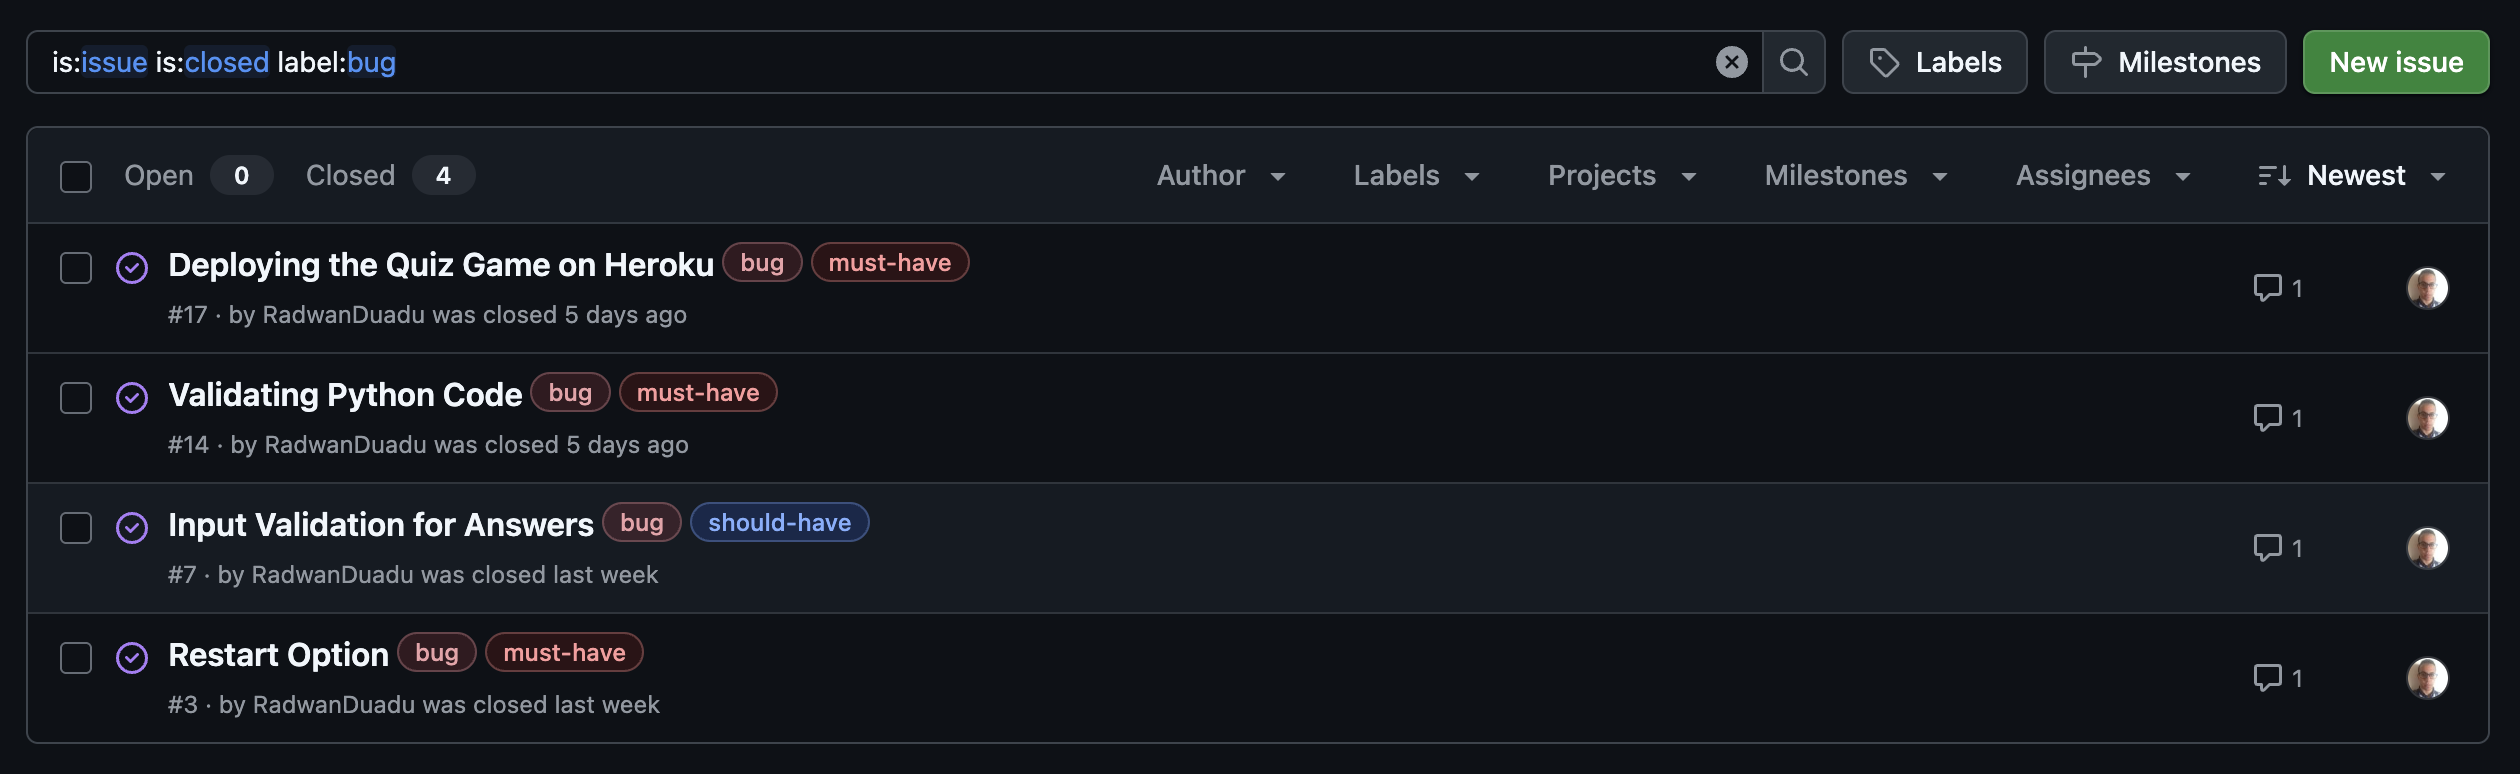 is:issue is:closed label:bug
Labels
Milestones
New issue
Open 0 Closed 4
Author Labels Projects Milestones Assignees Newest
Deploying the Quiz Game on Heroku bug must-have
#17 · by RadwanDuadu was closed 5 days ago
1
Validating Python Code bug must-have
#14 · by RadwanDuadu was closed 5 days ago
1
Input Validation for Answers bug should-have
#7 · by RadwanDuadu was closed last week
1
Restart Option bug must-have
#3 · by RadwanDuadu was closed last week
1